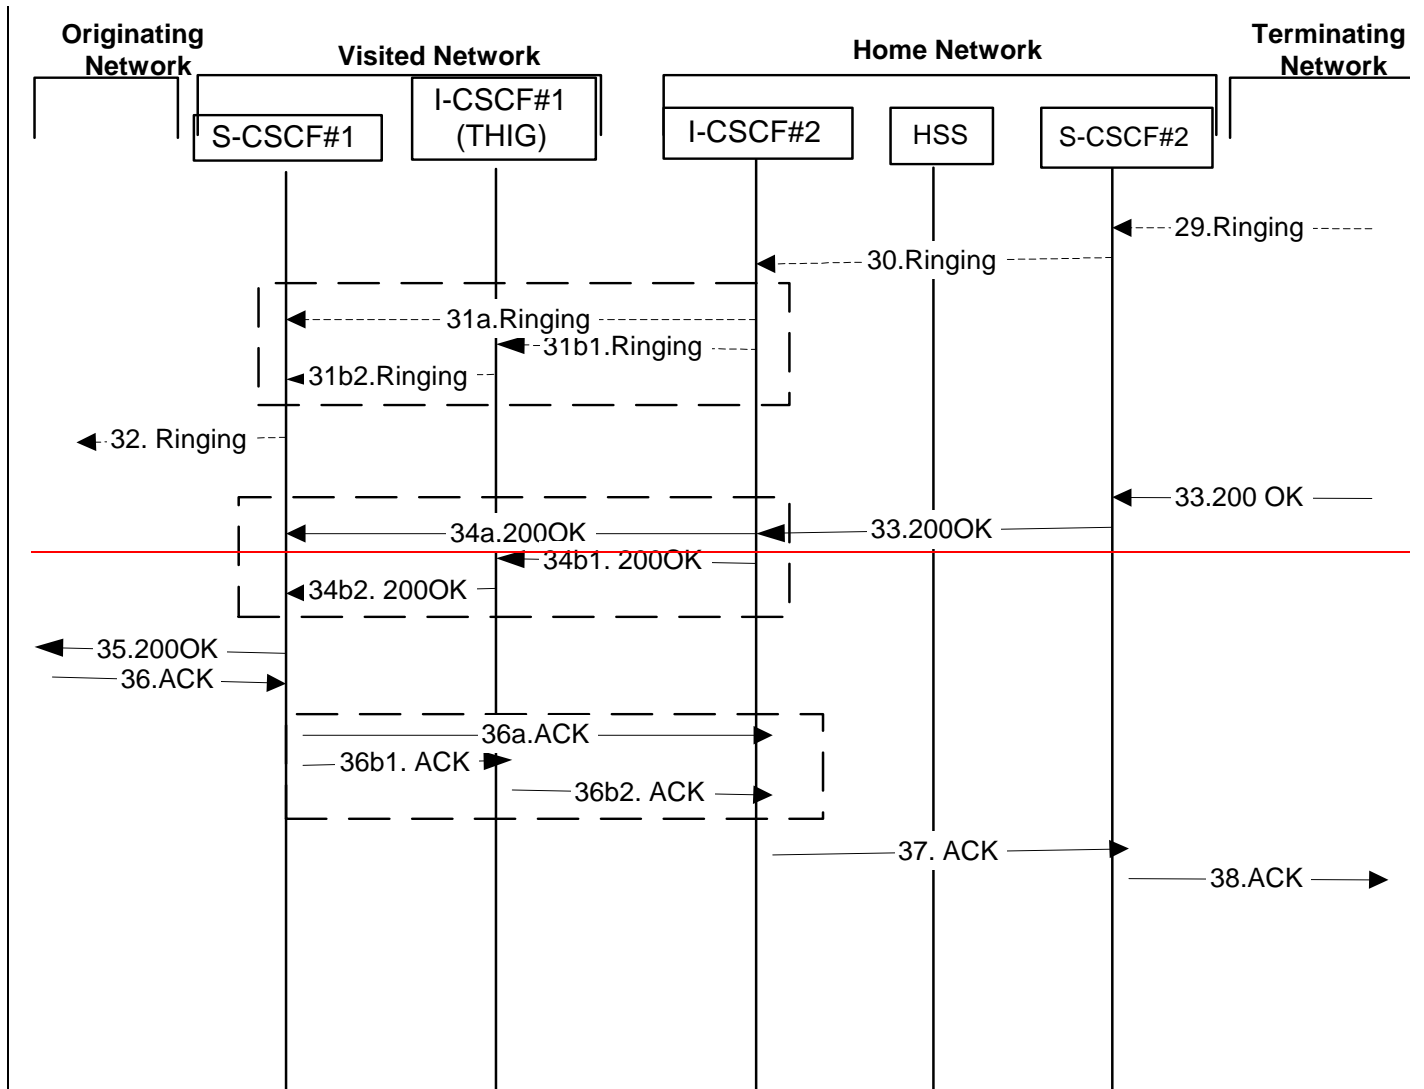 Originating
Network
Visited Network
Home Network
Terminating
Network
S-CSCF#1
I-CSCF#1
(THIG)
I-CSCF#2
HSS
S-CSCF#2
29.Ringing
30.Ringing
31a.Ringing
31b1.Ringing
31b2.Ringing
32. Ringing
33.200 OK
34a.200OK
33.200OK
34b1. 200OK
34b2. 200OK
35.200OK
36.ACK
36a.ACK
36b1. ACK
36b2. ACK
37. ACK
38.ACK